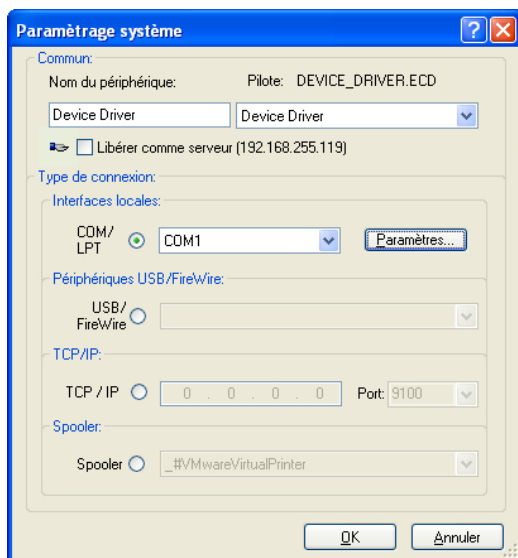 Paramètrage système
Commun:
Nom du périphérique: Pilote: DEVICE_DRIVER.ECD
Device Driver Device Driver
Libérer comme serveur (192.168.255.119)
Type de connexion:
Interfaces locales:
COM/
LPT COM1 Paramètres...
Périphériques USB/FireWire:
USB/
FireWire
TCP/IP:
TCP / IP 0 . 0 . 0 . 0 Port: 9100
Spooler:
Spooler _#VMwareVirtualPrinter
OK Annuler